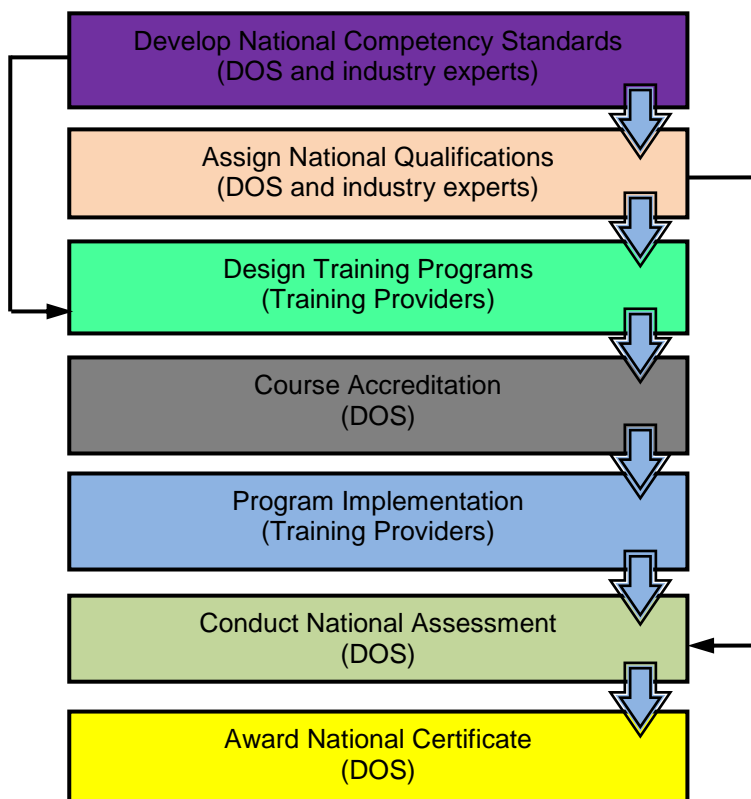 Develop National Competency Standards
(DOS and industry experts)
Assign National Qualifications
(DOS and industry experts)
Design Training Programs
(Training Providers)
Course Accreditation
(DOS)
Program Implementation
(Training Providers)
Conduct National Assessment
(DOS)
Award National Certificate
(DOS)